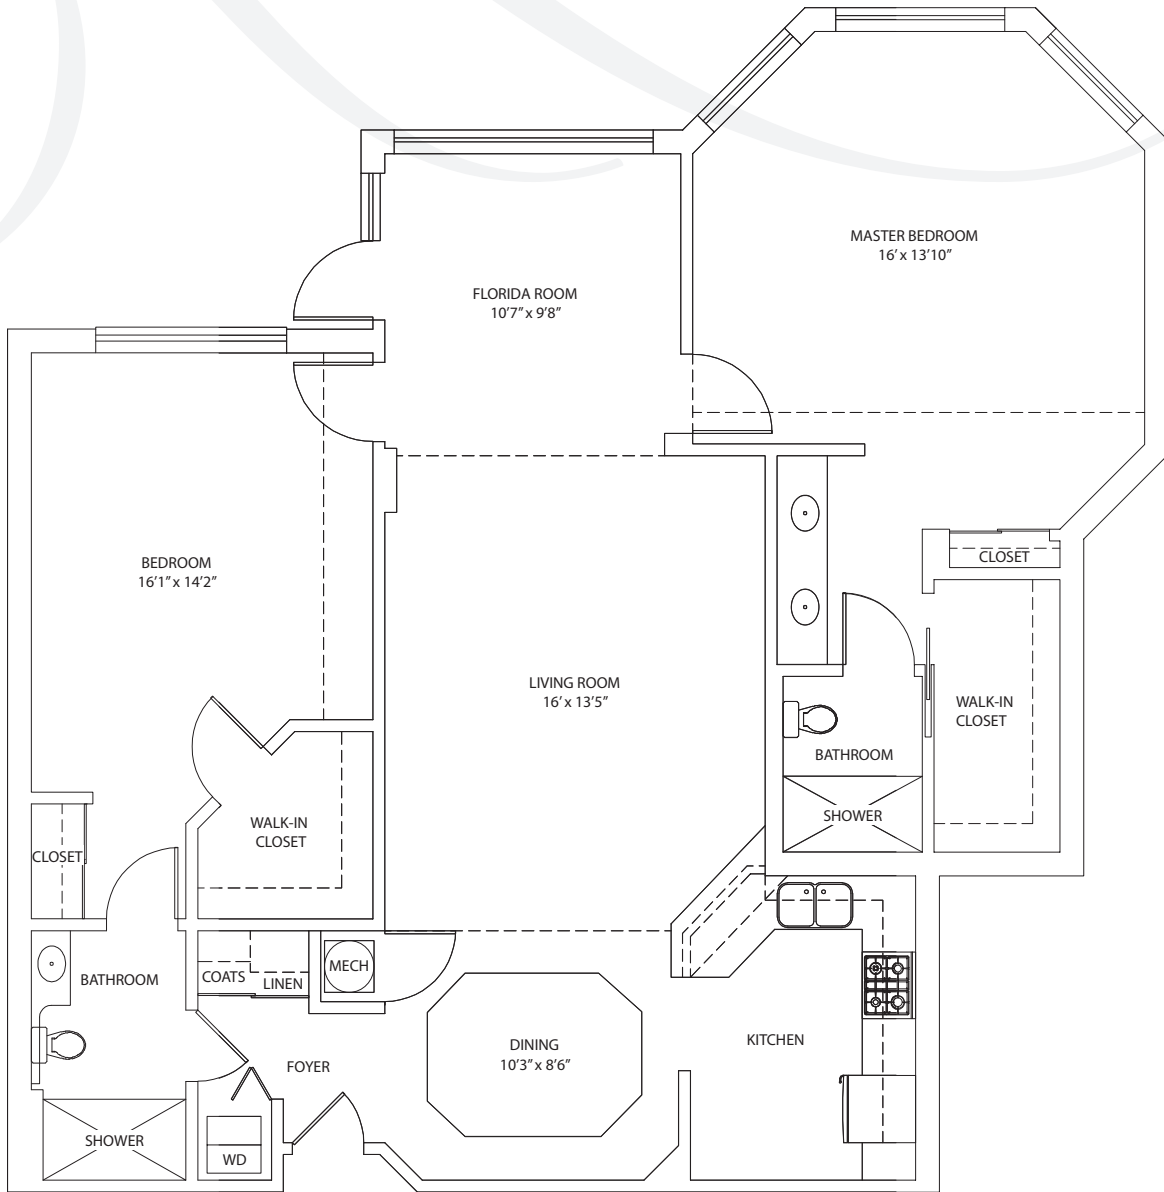 MASTER BEDROOM
16’ x 13’10”
FLORIDA ROOM
10’7” x 9’8”
BEDROOM
16’1” x 14’2”
CLOSET
LIVING ROOM
16’ x 13’5”
WALK-IN
CLOSET
BATHROOM
SHOWER
WALK-IN
CLOSET
CLOSET
BATHROOM
COATS
LINEN
MECH
DINING
10’3” x 8’6”
KITCHEN
FOYER
SHOWER
WD